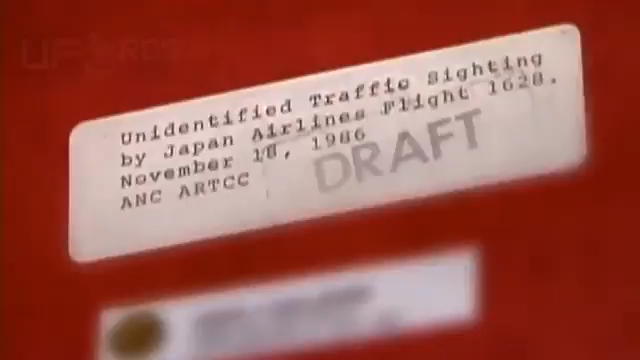 Unidentified Traffic Sighting
by Japan Airlines Flight 1628.
November 18, 1986
ANC ARTCC
DRAFT